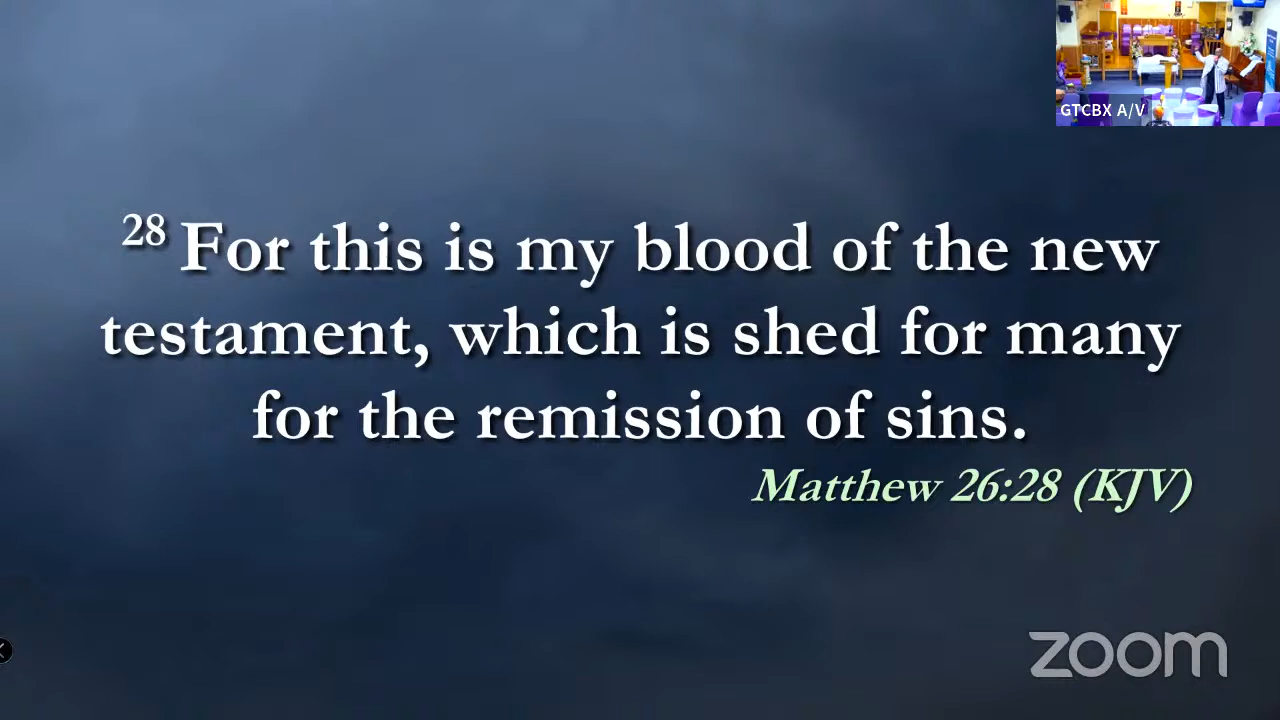 GTCBX A/V
28 For this is my blood of the new
testament, which is shed for many
for the remission of sins.
Matthew 26:28 (KJV)
zoom